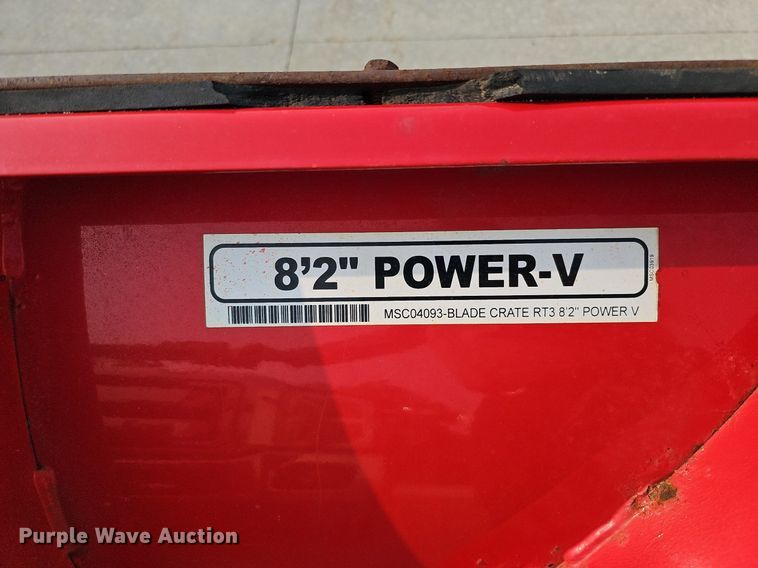 8'2" POWER-V
MSC04093-BLADE CRATE RT3 8'2" POWER V
Purple Wave Auction